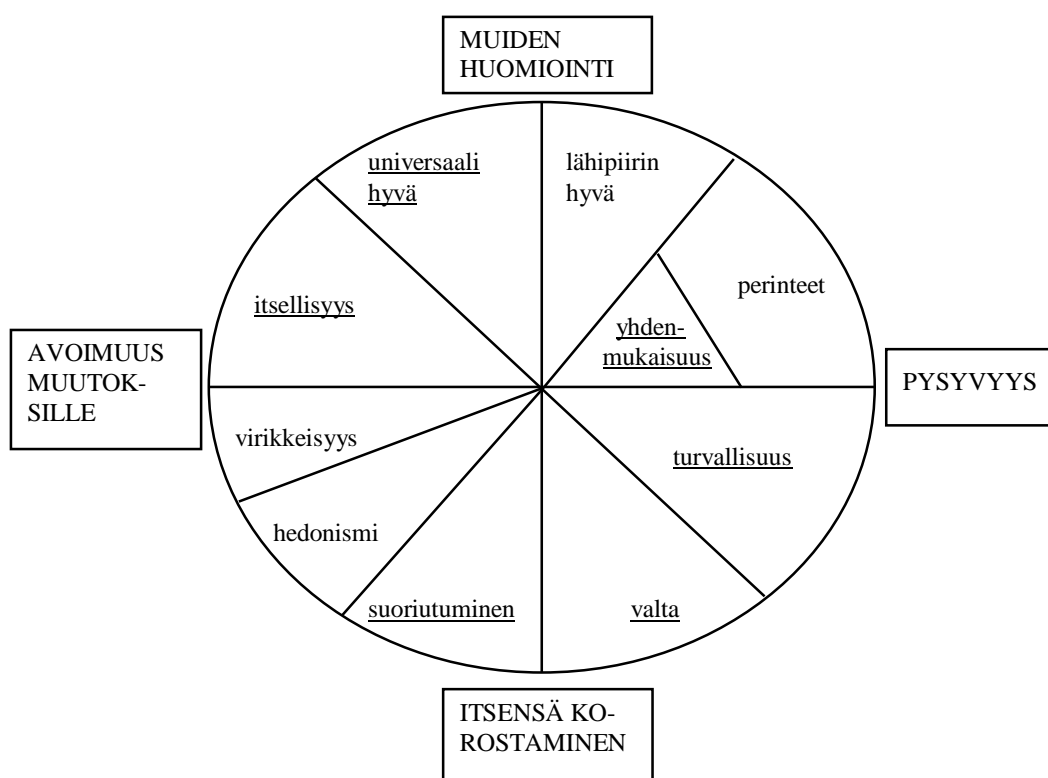 MUIDEN
HUOMIOINTI
universaali
hyvä
lähipiirin
hyvä
perinteet
itsellisyys
yhden-
mukaisuus
AVOIMUUS
MUUTOK-
SILLE
PYSYVYYS
virikkeisyys
turvallisuus
hedonismi
suoriutuminen
valta
ITSENSÄ KO-
ROSTAMINEN